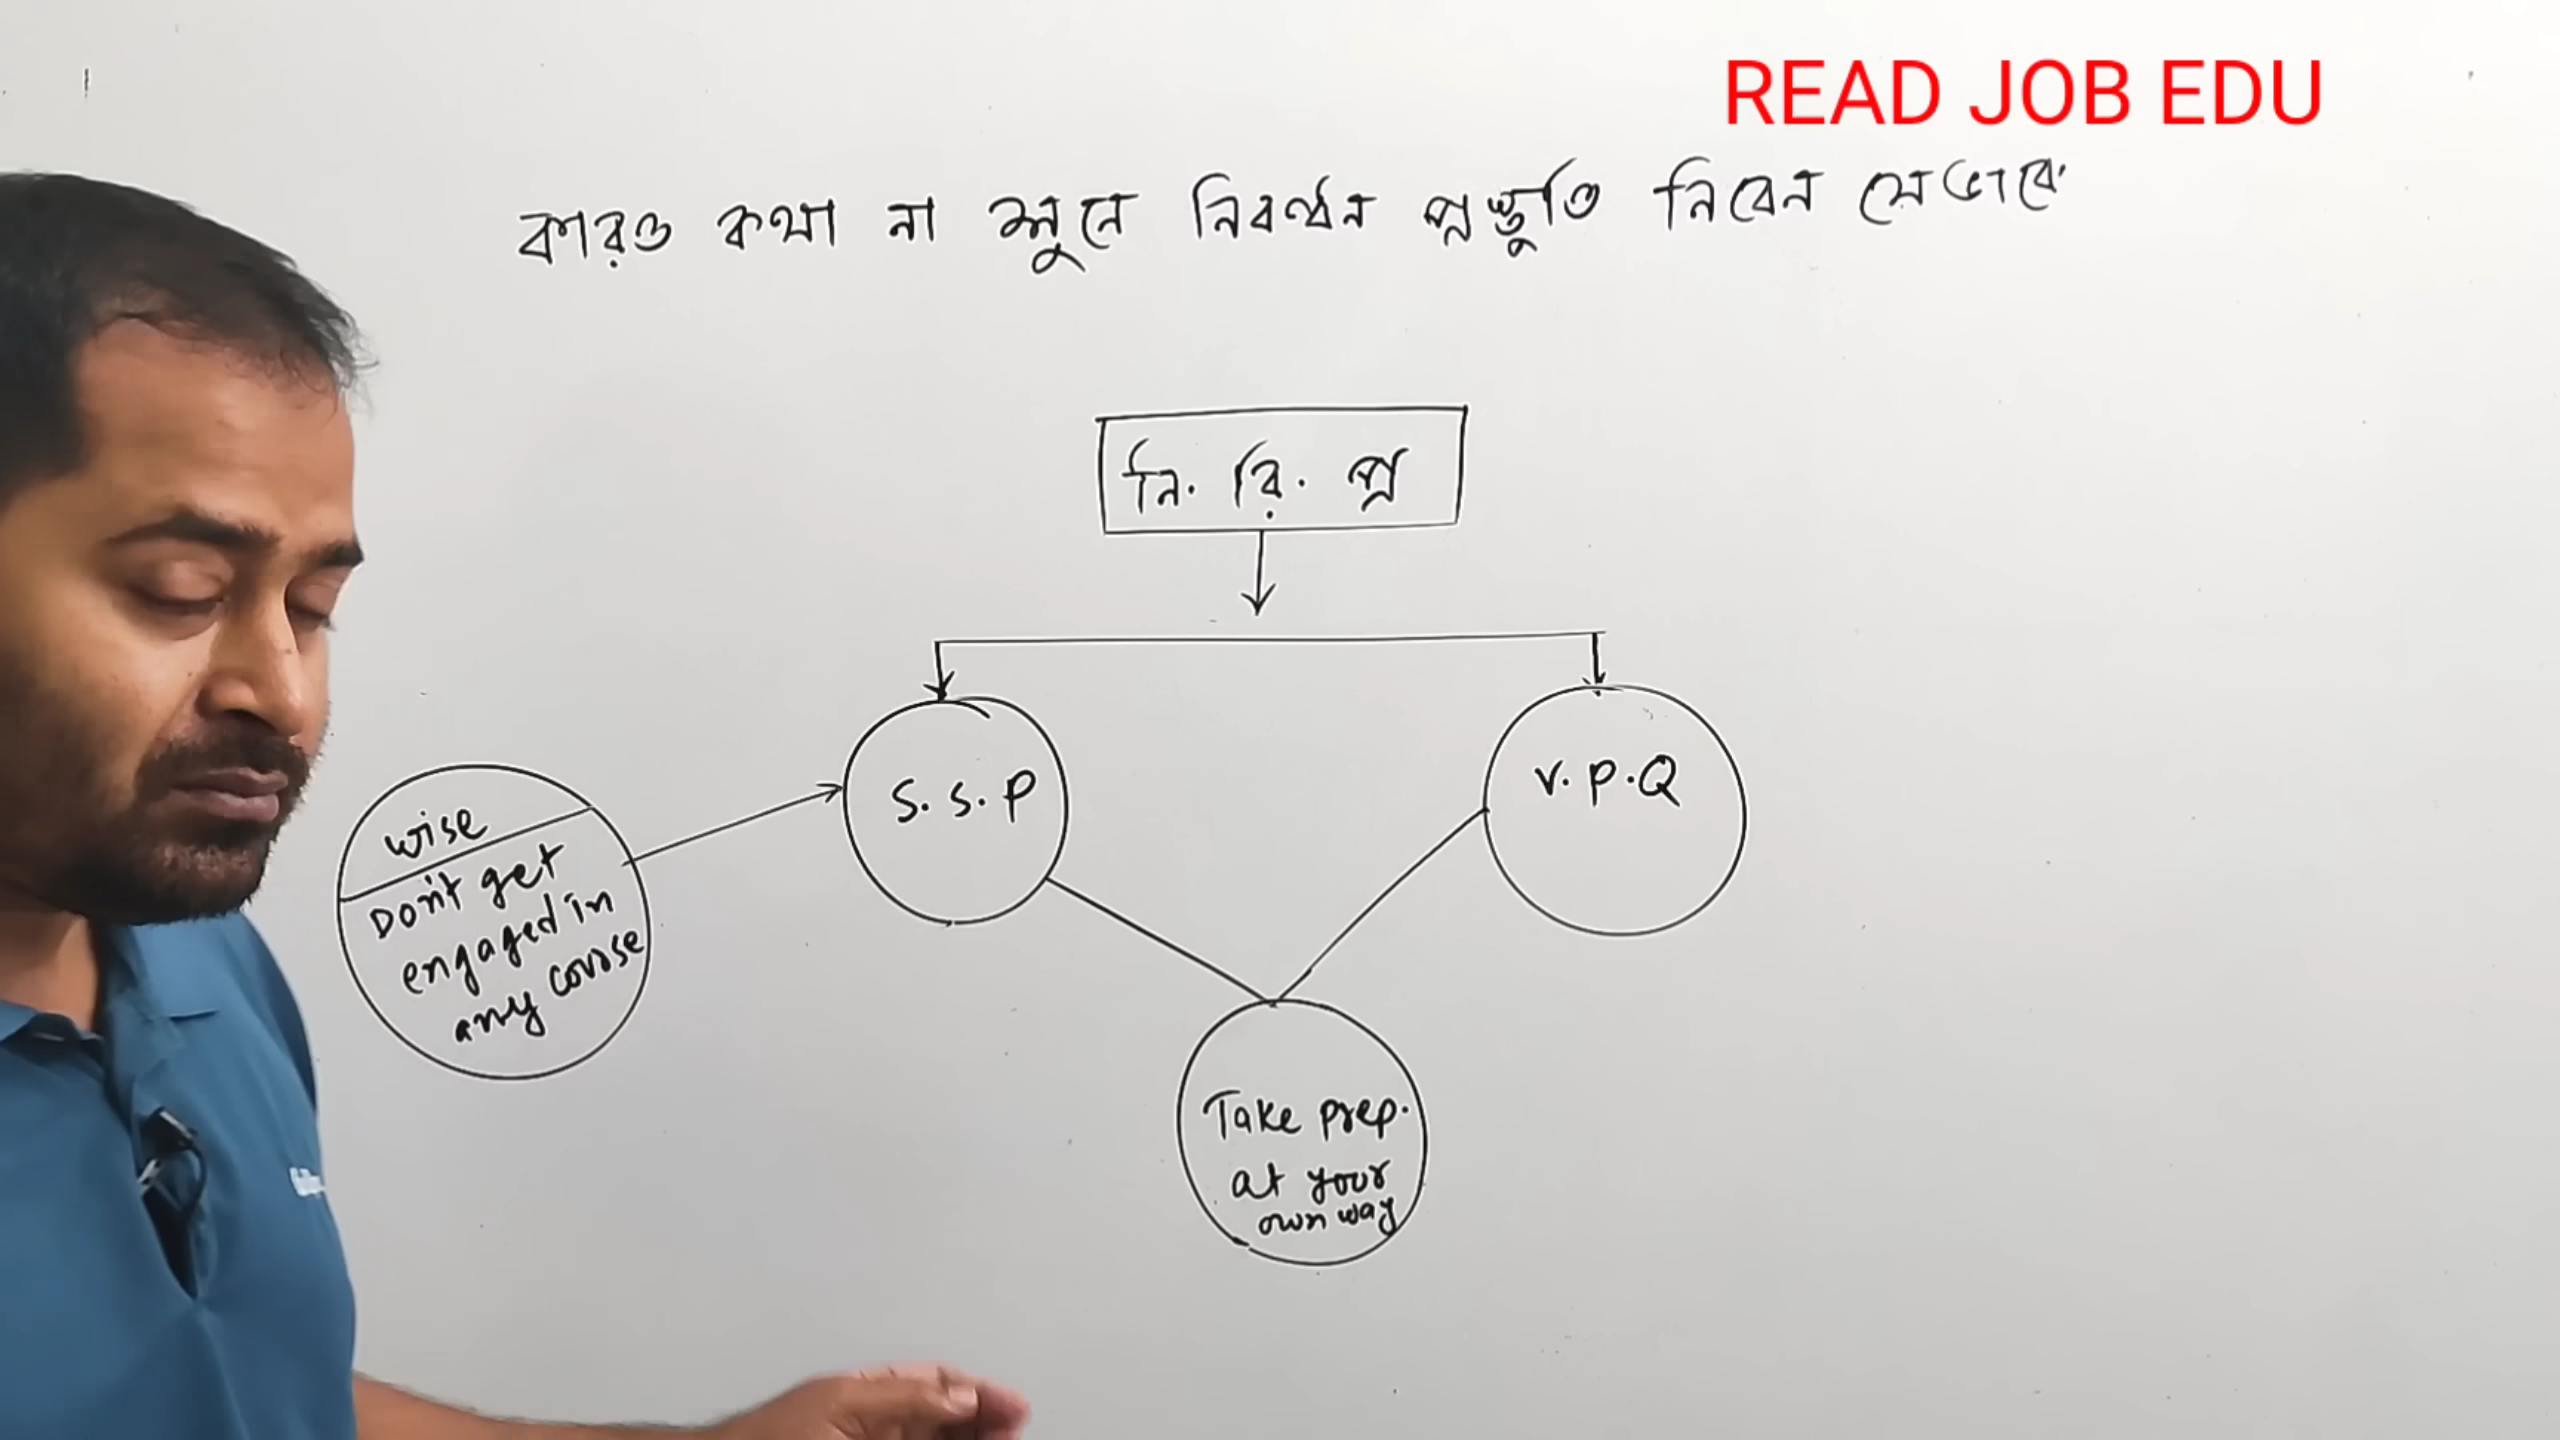 READ JOB EDU
কারও কথা না শুনে নিবন্ধন প্রস্তুতি নিবেন যেভাবে
নি. রি. প্র
S. S. P
V. P. Q
wise
Don't get
engaged in
any course
Take prep.
at your
own way